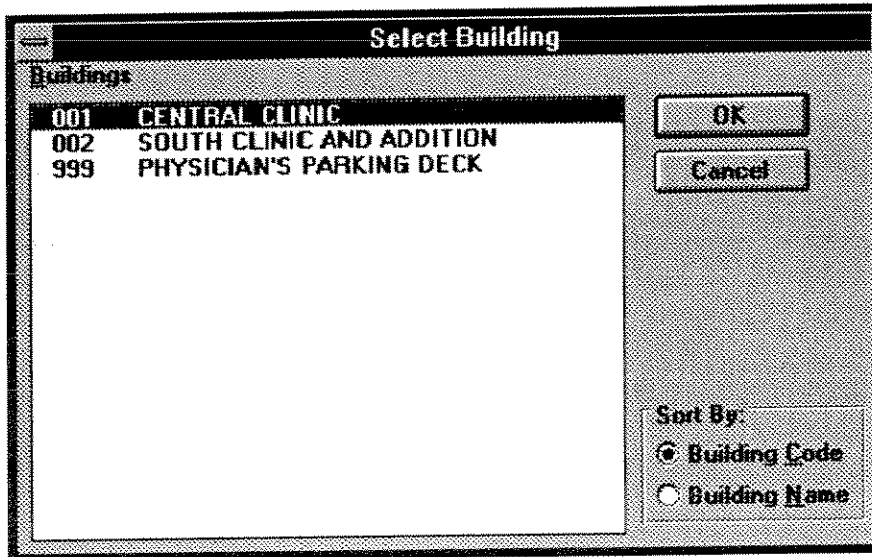 Select Building
Buildings
001 CENTRAL CLINIC
002 SOUTH CLINIC AND ADDITION
999 PHYSICIAN'S PARKING DECK
OK
Cancel
Sort By:
Building Code
Building Name